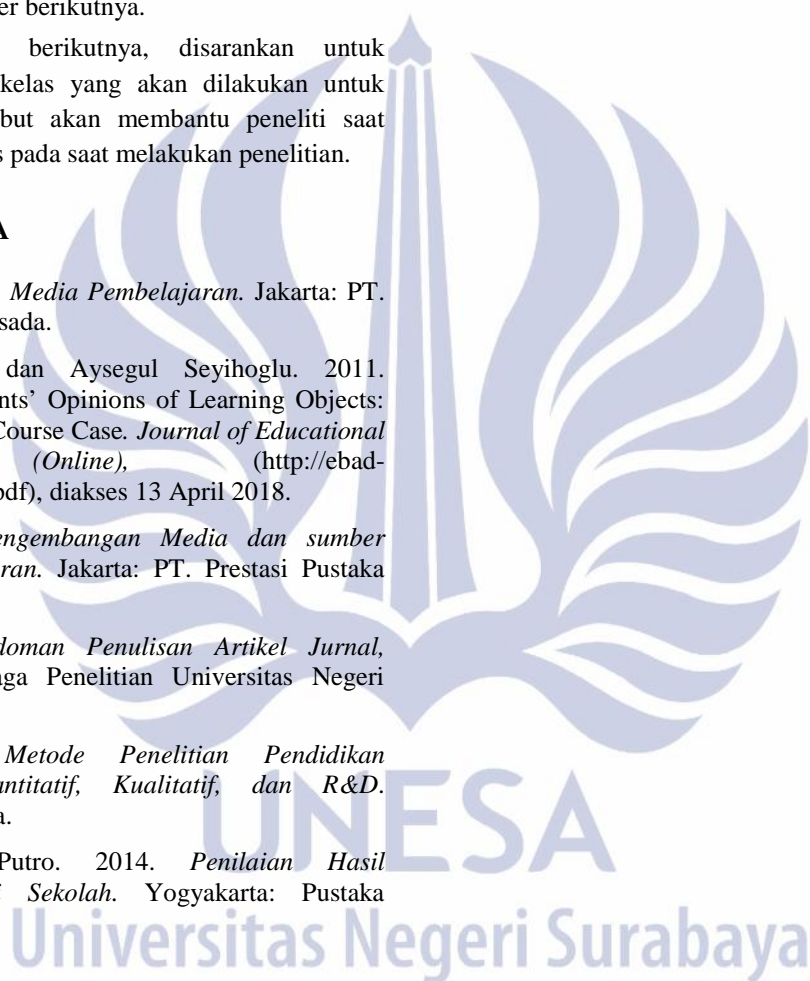 er berikutnya.
berikutnya, disarankan untuk
kelas yang akan dilakukan untuk
but akan membantu peneliti saat
s pada saat melakukan penelitian.
A
Media Pembelajaran. Jakarta: PT.
sada.
dan Aysegul Seyihoglu. 2011.
nts' Opinions of Learning Objects:
Course Case. Journal of Educational
(Online), (http://ebad-
pdf), diakses 13 April 2018.
engembangan Media dan sumber
ran. Jakarta: PT. Prestasi Pustaka
doman Penulisan Artikel Jurnal,
aga Penelitian Universitas Negeri
Metode Penelitian Pendidikan
antitatif, Kualitatif, dan R&D.
a.
Putro. 2014. Penilaian Hasil
Sekolah. Yogyakarta: Pustaka
UNESA
Universitas Negeri Surabaya